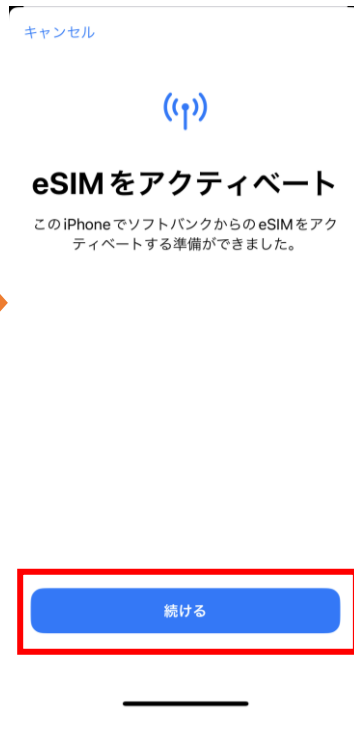 キャンセル
eSIMをアクティベート
このiPhoneでソフトバンクからのeSIMをアク
ティベートする準備ができました。
続ける